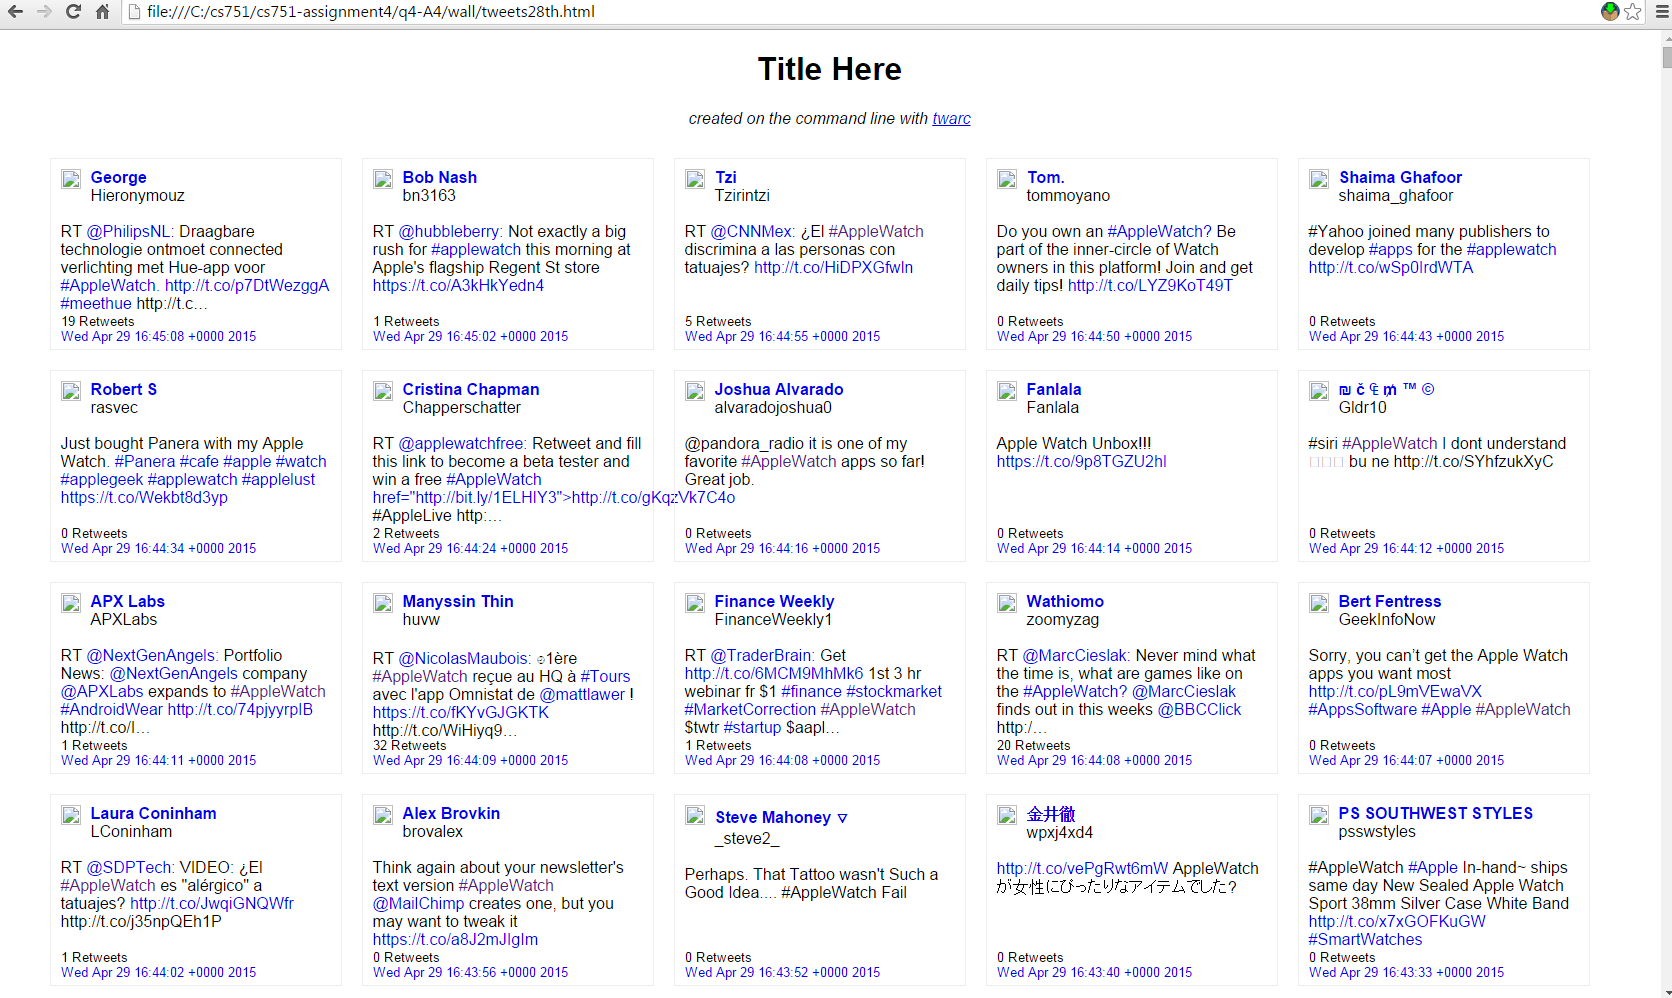 file:///C:/cs751/cs751-assignment4/q4-A4/wall/tweets28th.html
Title Here
created on the command line with twarc
George
Hieronymouz
RT @PhilipsNL: Draagbare
technologie ontmoet connected
verlichting met Hue-app voor
#AppleWatch. http://t.co/p7DtWezggA
#meethue http://t.c…
19 Retweets
Wed Apr 29 16:45:08 +0000 2015
Bob Nash
bn3163
RT @hubbleberry: Not exactly a big
rush for #applewatch this morning at
Apple's flagship Regent St store
https://t.co/A3kHkYedn4
1 Retweets
Wed Apr 29 16:45:02 +0000 2015
Tzi
Tzirintzi
RT @CNNMex: ¿El #AppleWatch
discrimina a las personas con
tatuajes? http://t.co/HiDPXGfwln
5 Retweets
Wed Apr 29 16:44:55 +0000 2015
Tom.
tommoyano
Do you own an #AppleWatch? Be
part of the inner-circle of Watch
owners in this platform! Join and get
daily tips! http://t.co/LYZ9KoT49T
0 Retweets
Wed Apr 29 16:44:50 +0000 2015
Shaima Ghafoor
shaima_ghafoor
#Yahoo joined many publishers to
develop #apps for the #applewatch
http://t.co/wSp0IrdWTA
0 Retweets
Wed Apr 29 16:44:43 +0000 2015
Robert S
rasvec
Just bought Panera with my Apple
Watch. #Panera #cafe #apple #watch
#applegeek #applewatch #applelust
https://t.co/Wekbt8d3yp
0 Retweets
Wed Apr 29 16:44:34 +0000 2015
Cristina Chapman
Chapperschatter
RT @applewatchfree: Retweet and fill
this link to become a beta tester and
win a free #AppleWatch
href="http://bit.ly/1ELHIY3">http://t.co/gKqzVk7C4o
#AppleLive http:…
2 Retweets
Wed Apr 29 16:44:24 +0000 2015
Joshua Alvarado
alvaradojoshua0
@pandora_radio it is one of my
favorite #AppleWatch apps so far!
Great job.
0 Retweets
Wed Apr 29 16:44:16 +0000 2015
Fanlala
Fanlala
Apple Watch Unbox!!!
https://t.co/9p8TGZU2hI
0 Retweets
Wed Apr 29 16:44:14 +0000 2015
™ ©
Gldr10
#siri #AppleWatch I dont understand
bu ne http://t.co/SYhfzukXyC
0 Retweets
Wed Apr 29 16:44:12 +0000 2015
APX Labs
APXLabs
RT @NextGenAngels: Portfolio
News: @NextGenAngels company
@APXLabs expands to #AppleWatch
#AndroidWear http://t.co/74pjyyrpIB
http://t.co/I…
1 Retweets
Wed Apr 29 16:44:11 +0000 2015
Manyssin Thin
huvw
RT @NicolasMaubois: 1ère
#AppleWatch reçue au HQ à #Tours
avec l'app Omnistat de @mattlawer !
https://t.co/fKYvGJGKTK
http://t.co/WiHiyq9…
32 Retweets
Wed Apr 29 16:44:09 +0000 2015
Finance Weekly
FinanceWeekly1
RT @TraderBrain: Get
http://t.co/6MCM9MhMk6 1st 3 hr
webinar fr $1 #finance #stockmarket
#MarketCorrection #AppleWatch
$twtr #startup $aapl…
1 Retweets
Wed Apr 29 16:44:08 +0000 2015
Wathiomo
zoomyzag
RT @MarcCieslak: Never mind what
the time is, what are games like on
the #AppleWatch? @MarcCieslak
finds out in this weeks @BBCClick
http:/…
20 Retweets
Wed Apr 29 16:44:08 +0000 2015
Bert Fentress
GeekInfoNow
Sorry, you can’t get the Apple Watch
apps you want most
http://t.co/pL9mVEwaVX
#AppsSoftware #Apple #AppleWatch
0 Retweets
Wed Apr 29 16:44:07 +0000 2015
Laura Coninham
LConinham
RT @SDPTech: VIDEO: ¿El
#AppleWatch es "alérgico" a
tatuajes? http://t.co/JwqiGNQWfr
http://t.co/j35npQEh1P
1 Retweets
Wed Apr 29 16:44:02 +0000 2015
Alex Brovkin
brovalex
Think again about your newsletter's
text version #AppleWatch
@MailChimp creates one, but you
may want to tweak it
https://t.co/a8J2mJlgIm
0 Retweets
Wed Apr 29 16:43:56 +0000 2015
Steve Mahoney ▽
_steve2_
Perhaps. That Tattoo wasn't Such a
Good Idea.... #AppleWatch Fail
0 Retweets
Wed Apr 29 16:43:52 +0000 2015
金井徹
wpxj4xd4
http://t.co/vePgRwt6mW AppleWatch
が女性にぴったりなアイテムでした?
0 Retweets
Wed Apr 29 16:43:40 +0000 2015
PS SOUTHWEST STYLES
psswstyles
#AppleWatch #Apple In-hand~ ships
same day New Sealed Apple Watch
Sport 38mm Silver Case White Band
http://t.co/x7xGOFKuGW
#SmartWatches
0 Retweets
Wed Apr 29 16:43:33 +0000 2015